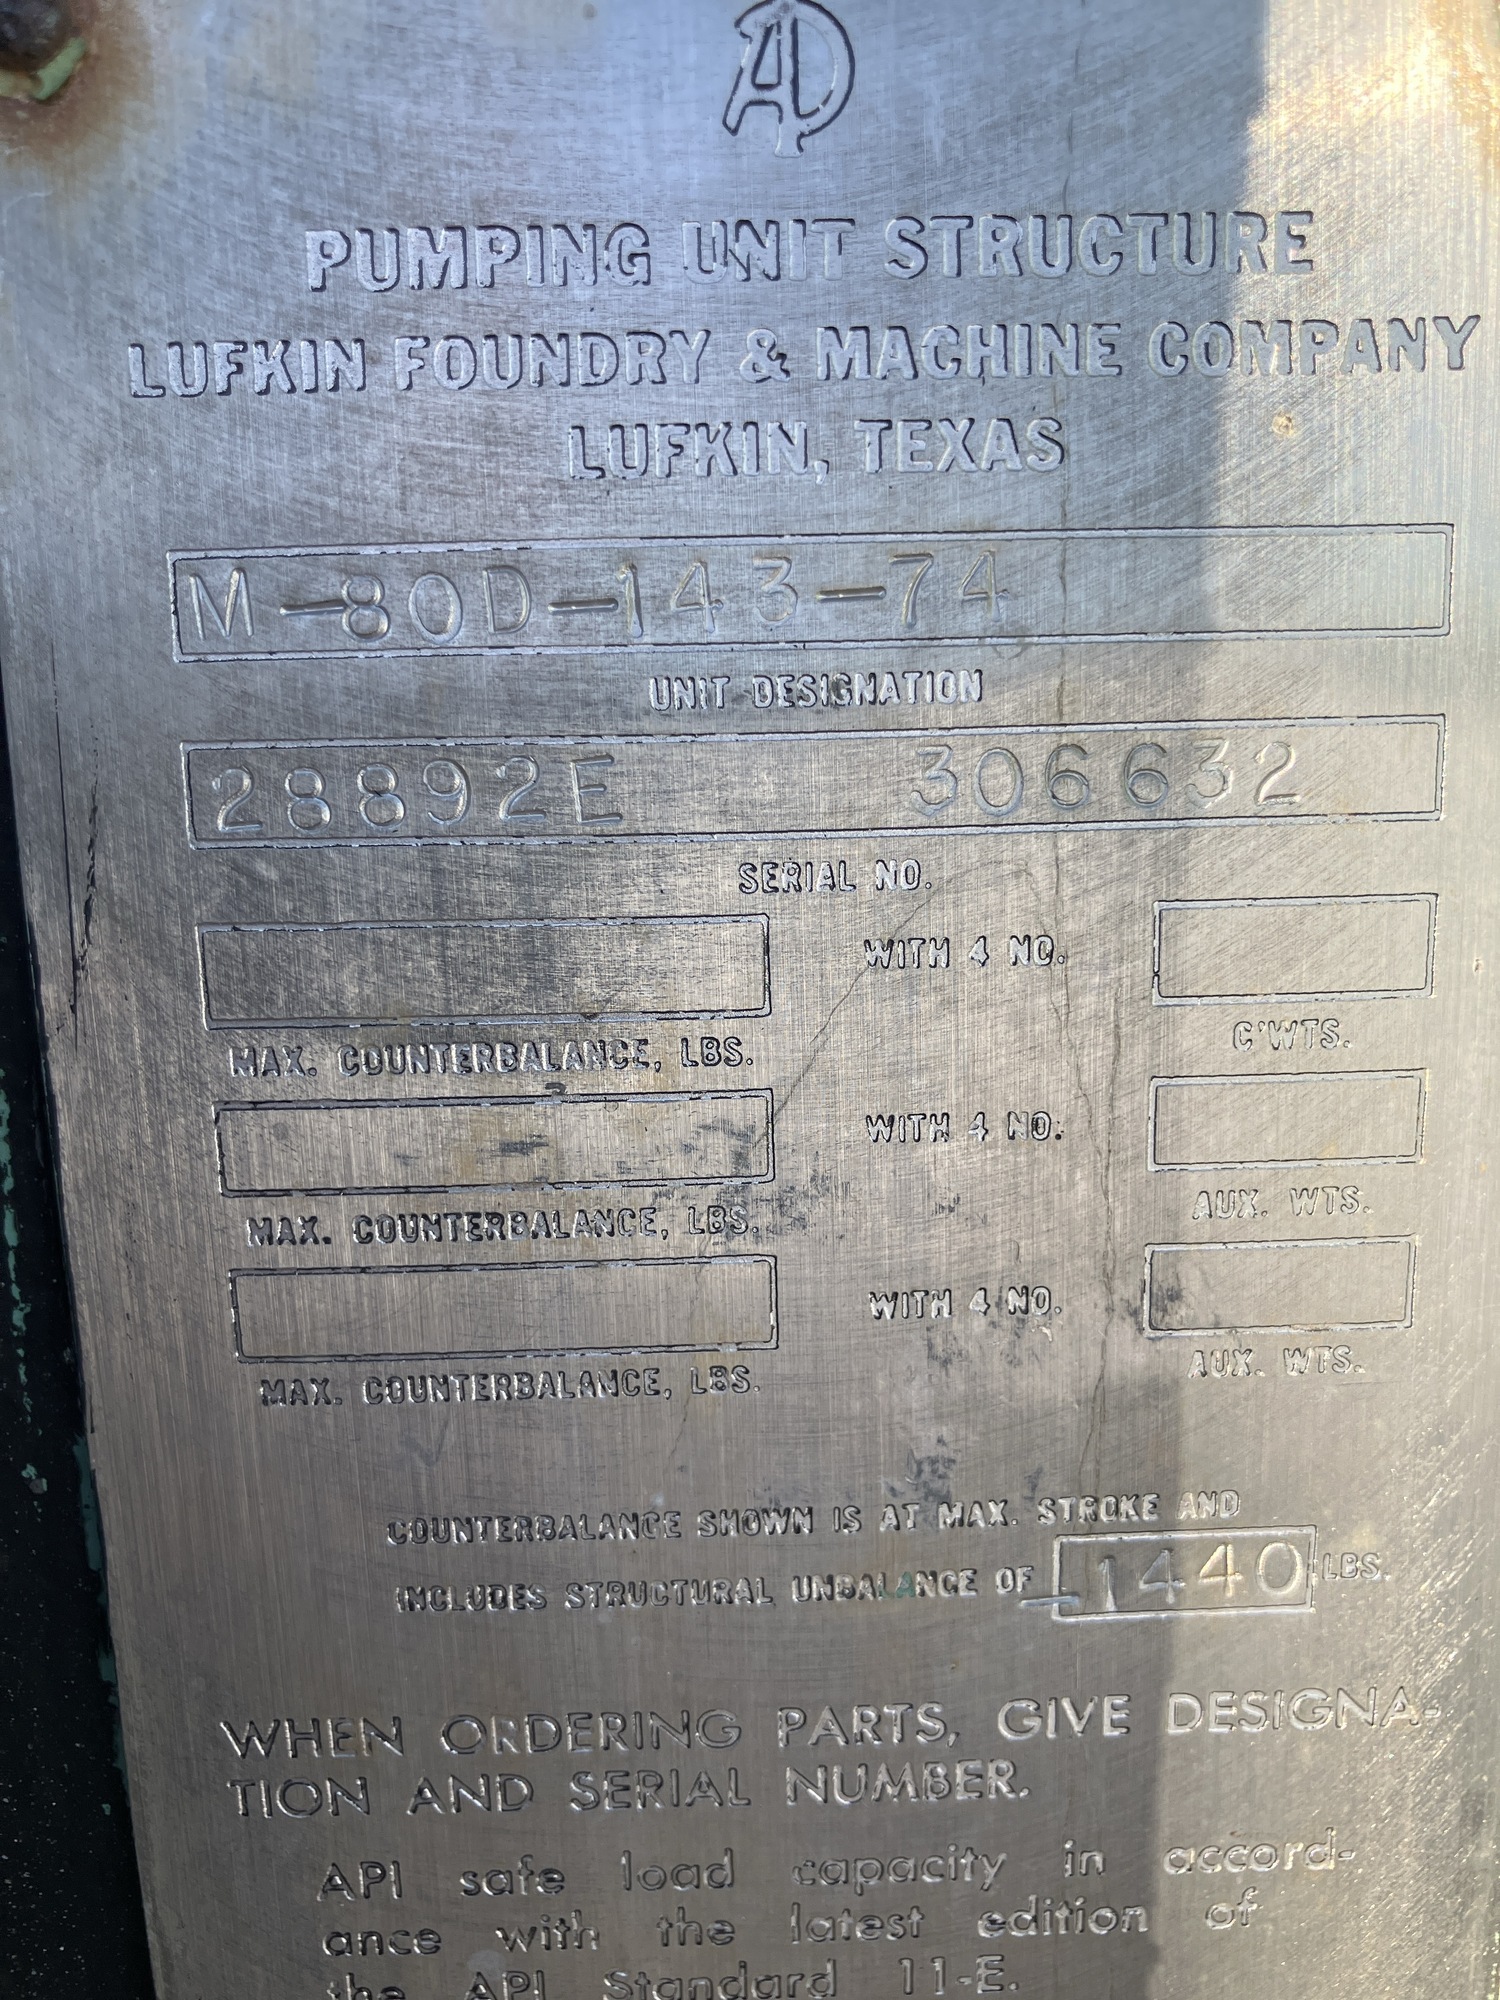 API
PUMPING UNIT STRUCTURE
LUFKIN FOUNDRY & MACHINE COMPANY
LUFKIN, TEXAS
M-80D-143-74
UNIT DESIGNATION
28892E 306632
SERIAL NO.
WITH 4 NO.
MAX. COUNTERBALANCE, LBS. C'WTS.
WITH 4 NO.
MAX. COUNTERBALANCE, LBS. AUX. WTS.
WITH 4 NO.
MAX. COUNTERBALANCE, LBS. AUX. WTS.
COUNTERBALANCE SHOWN IS AT MAX. STROKE AND
INCLUDES STRUCTURAL UNBALANCE OF -1440 LBS.
WHEN ORDERING PARTS, GIVE DESIGNA-
TION AND SERIAL NUMBER.
API safe load capacity in accord-
ance with the latest edition of
the API Standard 11-E.